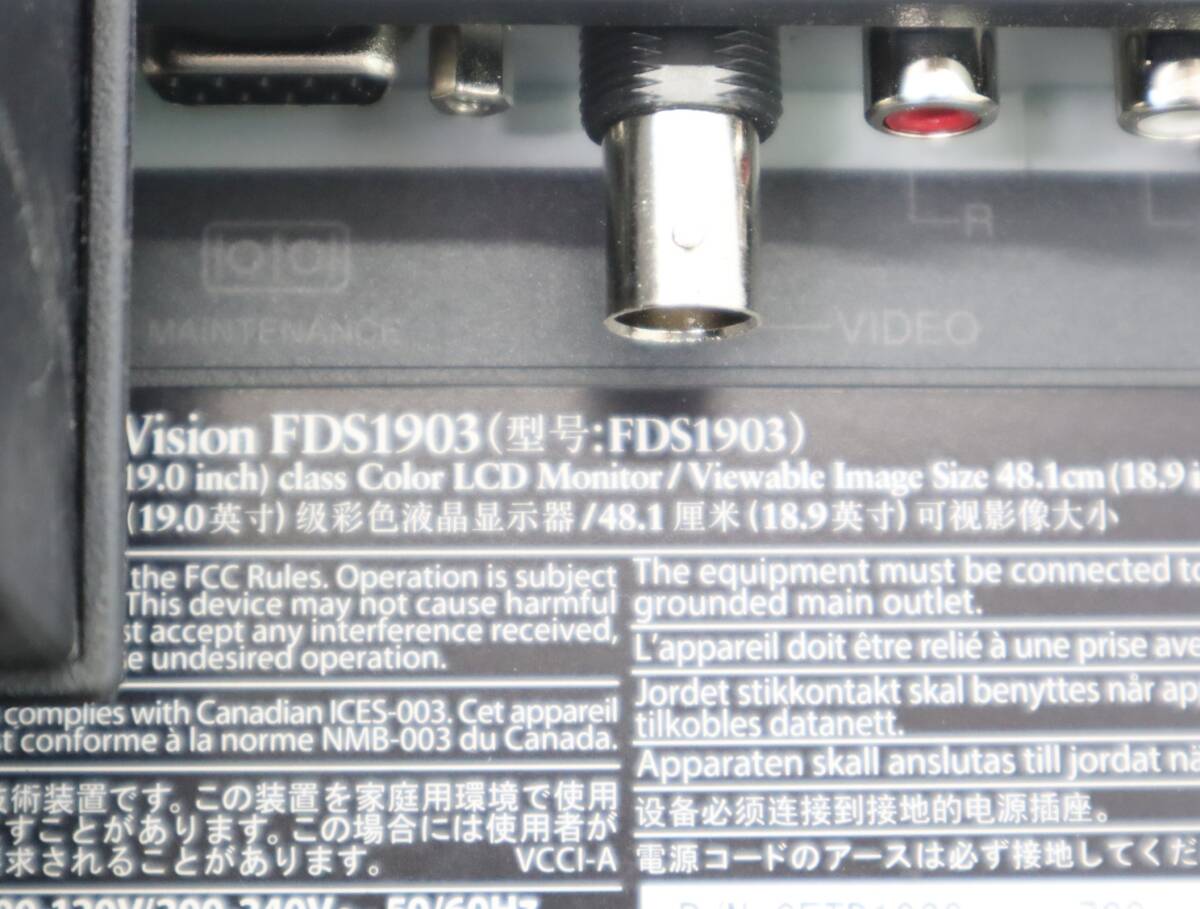 R
|O|O|
MAINTENANCE
VIDEO
Vision FDS1903(型号:FDS1903)
19.0 inch) class Color LCD Monitor / Viewable Image Size 48.1cm (18.9
(19.0英寸) 级彩色液晶显示器 /48.1 厘米 (18.9英寸) 可视影像大小
the FCC Rules. Operation is subject
This device may not cause harmful
st accept any interference received,
e undesired operation.
complies with Canadian ICES-003. Cet appareil
t conforme à la norme NMB-003 du Canada.
技術装置です。この装置を家庭用環境で使用
すことがあります。この場合には使用者が
求されることがあります。 VCCI-A
00-120V/200-240V~ 50/60Hz
The equipment must be connected to
grounded main outlet.
L'appareil doit être relié à une prise ave
Jordet stikkontakt skal benyttes når ap
tilkobles datanett.
Apparaten skall anslutas till jordat nä
设备必须连接到接地的电源插座。
電源コードのアースは必ず接地してくだ